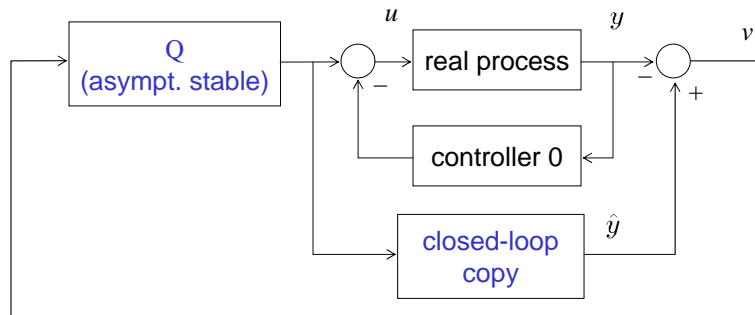 u
y
v
Q
(asympt. stable)
real process
−
−
+
controller 0
closed-loop
copy
ŷ